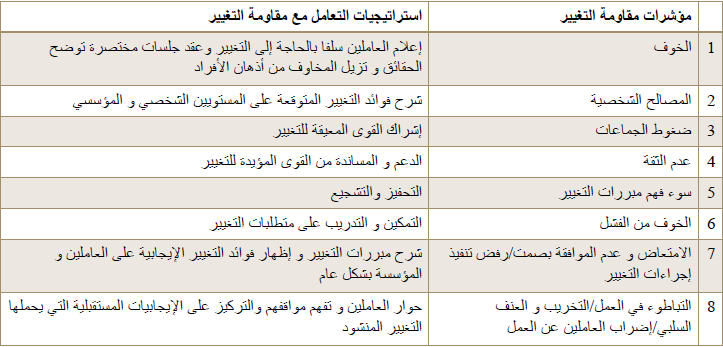 مؤشرات مقاومة التغيير استراتيجيات التعامل مع مقاومة التغيير
1 الخوف إعلام العاملين سلفا بالحاجة إلى التغيير وعقد جلسات مختصرة توضح
الحقائق و تزيل المخاوف من أذهان الأفراد
2 المصالح الشخصية شرح فوائد التغيير المتوقعة على المستويين الشخصي و المؤسسي
3 ضغوط الجماعات إشراك القوى المعيقة للتغيير
4 عدم الثقة الدعم و المساندة من القوى المؤيدة للتغيير
5 سوء فهم مبررات التغيير التحفيز والتشجيع
6 الخوف من الفشل التمكين و التدريب على متطلبات التغيير
7 الامتعاض و عدم الموافقة بصمت/رفض تنفيذ شرح مبررات التغيير و إظهار فوائد التغيير الإيجابية على العاملين و
إجراءات التغيير المؤسسة بشكل عام
8 التباطوء في العمل/التخريب و العنف حوار العاملين و تفهم مواقفهم والتركيز على الإيجابيات المستقبلية التي يحملها
السلبي/إضراب العاملين عن العمل التغيير المنشود